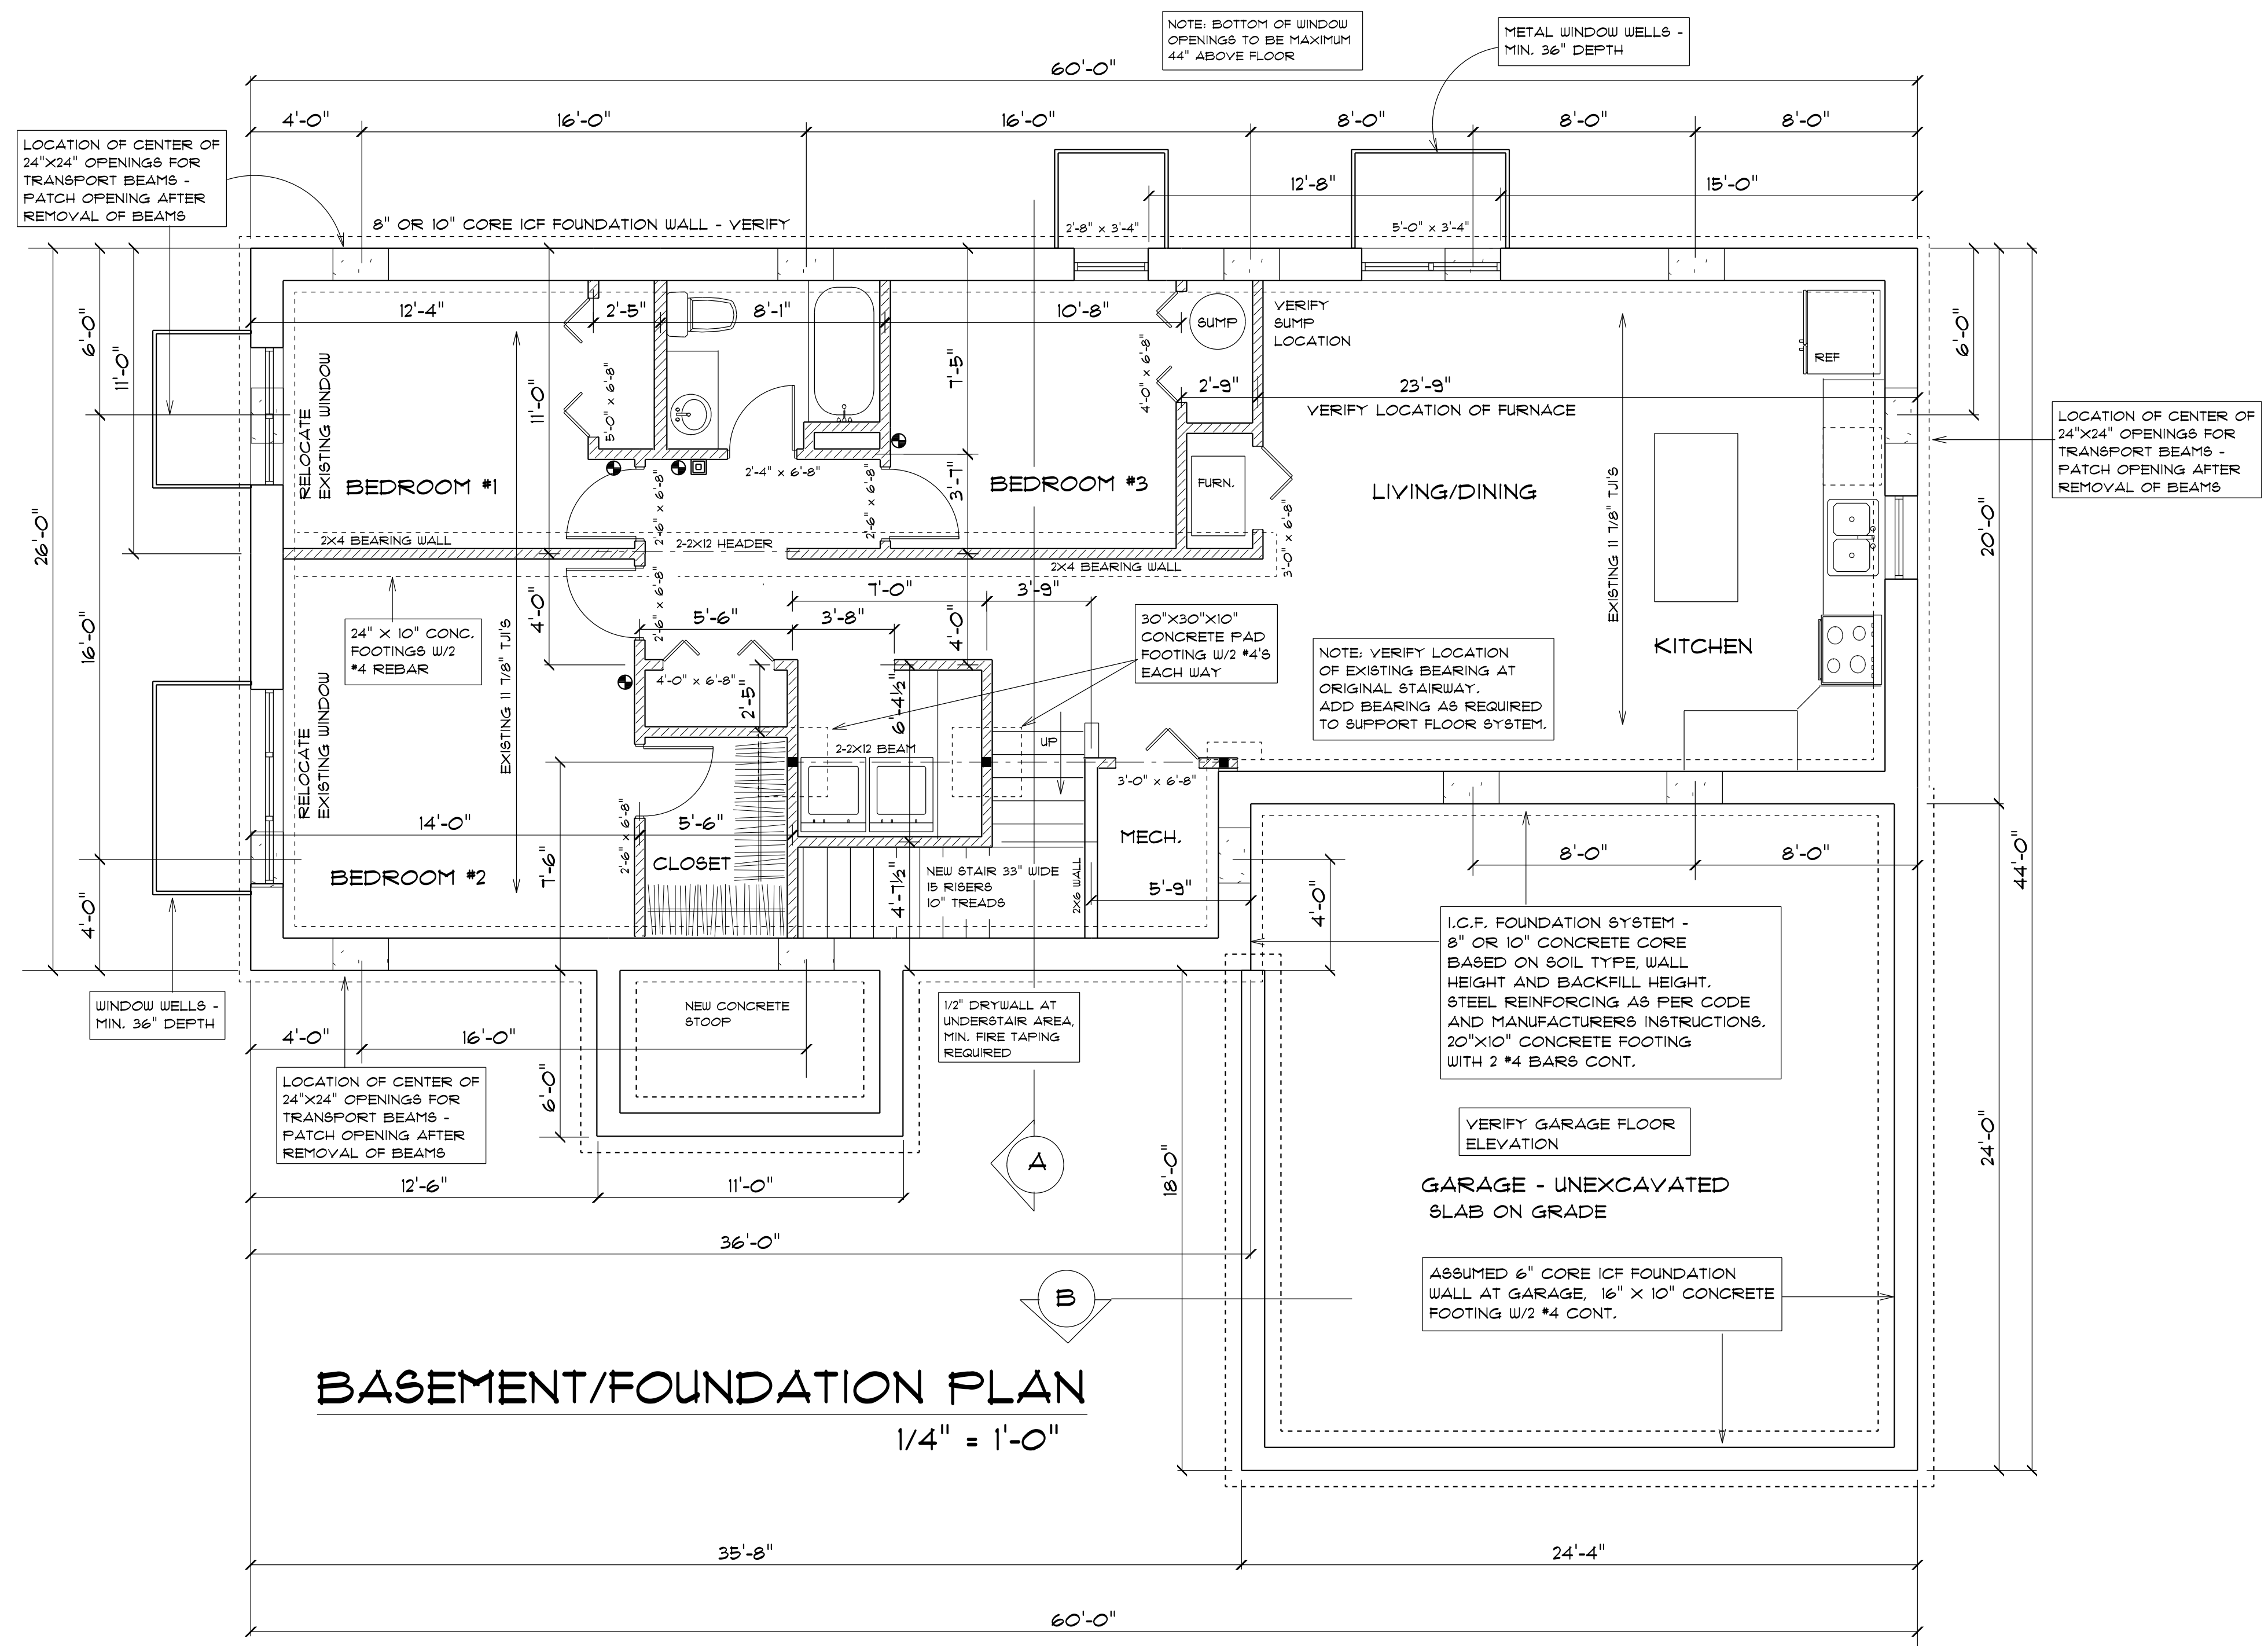 NOTE: BOTTOM OF WINDOW
OPENINGS TO BE MAXIMUM
44" ABOVE FLOOR
METAL WINDOW WELLS -
MIN. 36" DEPTH
60'-0"
4'-0"
16'-0"
16'-0"
8'-0"
8'-0"
8'-0"
LOCATION OF CENTER OF
24"X24" OPENINGS FOR
TRANSPORT BEAMS -
PATCH OPENING AFTER
REMOVAL OF BEAMS
12'-8"
15'-0"
8" OR 10" CORE ICF FOUNDATION WALL - VERIFY
2'-8" x 3'-4"
5'-0" x 3'-4"
12'-4"
2'-5"
8'-1"
10'-8"
SUMP
VERIFY
SUMP
LOCATION
REF
6'-0"
11'-0"
26'-0"
16'-0"
4'-0"
RELOCATE
EXISTING WINDOW
11'-0"
5'-0" x 6'-8"
7'-5"
4'-0" x 6'-8"
2'-9"
23'-9"
VERIFY LOCATION OF FURNACE
6'-0"
LOCATION OF CENTER OF
24"X24" OPENINGS FOR
TRANSPORT BEAMS -
PATCH OPENING AFTER
REMOVAL OF BEAMS
BEDROOM #1
2'-6" x 6'-8"
2'-4" x 6'-8"
2'-6" x 6'-8"
3'-7"
BEDROOM #3
FURN.
3'-0" x 6'-8"
LIVING/DINING
EXISTING 11 7/8" TJI'S
20'-0"
44'-0"
2X4 BEARING WALL
2-2X12 HEADER
2X4 BEARING WALL
4'-0"
2'-6" x 6'-8"
7'-0"
3'-9"
5'-6"
3'-8"
4'-0"
24" X 10" CONC.
FOOTINGS W/2
#4 REBAR
EXISTING 11 7/8" TJI'S
30"X30"X10"
CONCRETE PAD
FOOTING W/2 #4'S
EACH WAY
NOTE: VERIFY LOCATION
OF EXISTING BEARING AT
ORIGINAL STAIRWAY.
ADD BEARING AS REQUIRED
TO SUPPORT FLOOR SYSTEM.
KITCHEN
RELOCATE
EXISTING WINDOW
4'-0" x 6'-8"
2'-5"
6'-4½"
2-2X12 BEAM
UP
3'-0" x 6'-8"
14'-0"
5'-6"
2'-6" x 6'-8"
7'-6"
CLOSET
BEDROOM #2
4'-7½"
NEW STAIR 33" WIDE
15 RISERS
10" TREADS
2X6 WALL
MECH.
5'-9"
4'-0"
8'-0"
8'-0"
I.C.F. FOUNDATION SYSTEM -
8" OR 10" CONCRETE CORE
BASED ON SOIL TYPE, WALL
HEIGHT AND BACKFILL HEIGHT.
STEEL REINFORCING AS PER CODE
AND MANUFACTURERS INSTRUCTIONS.
20"X10" CONCRETE FOOTING
WITH 2 #4 BARS CONT.
WINDOW WELLS -
MIN. 36" DEPTH
NEW CONCRETE
STOOP
1/2" DRYWALL AT
UNDERSTAIR AREA,
MIN. FIRE TAPING
REQUIRED
4'-0"
16'-0"
6'-0"
LOCATION OF CENTER OF
24"X24" OPENINGS FOR
TRANSPORT BEAMS -
PATCH OPENING AFTER
REMOVAL OF BEAMS
VERIFY GARAGE FLOOR
ELEVATION
A
18'-0"
24'-0"
12'-6"
11'-0"
GARAGE - UNEXCAVATED
SLAB ON GRADE
36'-0"
B
ASSUMED 6" CORE ICF FOUNDATION
WALL AT GARAGE, 16" X 10" CONCRETE
FOOTING W/2 #4 CONT.
BASEMENT/FOUNDATION PLAN
1/4" = 1'-0"
35'-8"
24'-4"
60'-0"